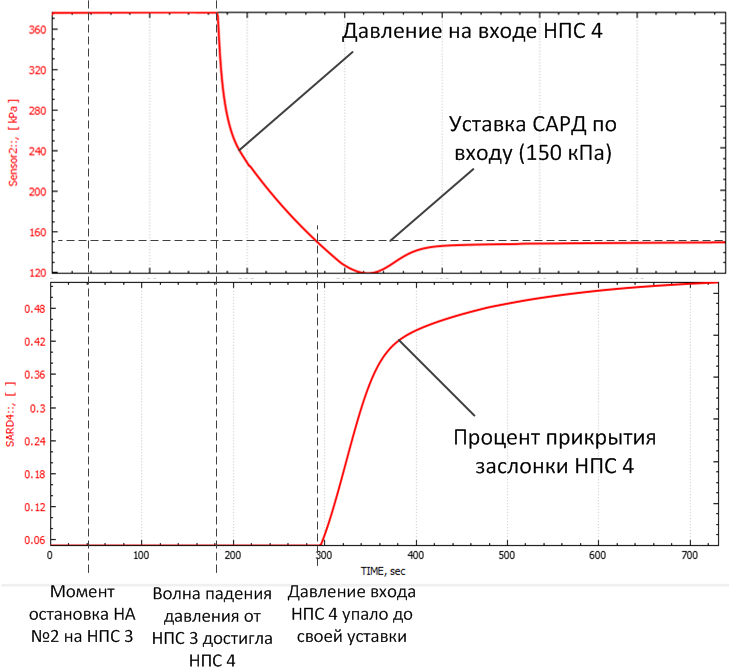 Давление на входе НПС 4
Уставка САРД по
входу (150 кПа)
Sensor2::, [ kPa ]
360
320
280
240
200
160
120
Процент прикрытия
заслонки НПС 4
SARD4::, [ ]
0.48
0.42
0.36
0.3
0.24
0.18
0.12
0.06
0 100 200 300 400 500 600 700
TIME, sec
Момент
остановка НА
№2 на НПС 3
Волна падения
давления от
НПС 3 достигла
НПС 4
Давление входа
НПС 4 упало до
своей уставки